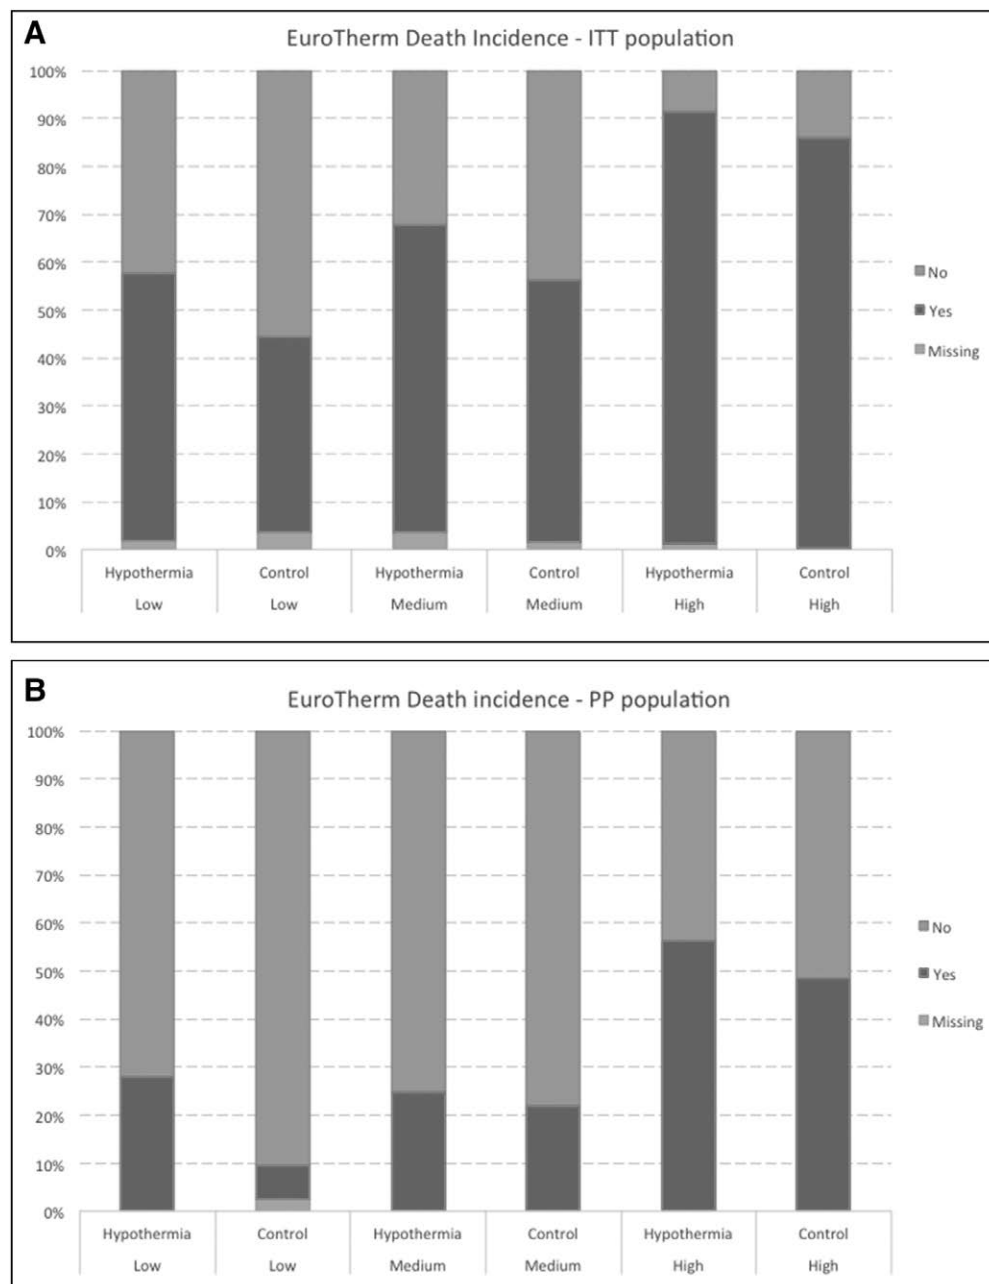 A
EuroTherm Death Incidence - ITT population
100%
90%
80%
70%
60%
50%
40%
30%
20%
10%
0%
Hypothermia Control Hypothermia Control Hypothermia Control
Low Low Medium Medium High High
No
Yes
Missing
B
EuroTherm Death incidence - PP population
100%
90%
80%
70%
60%
50%
40%
30%
20%
10%
0%
Hypothermia Control Hypothermia Control Hypothermia Control
Low Low Medium Medium High High
No
Yes
Missing